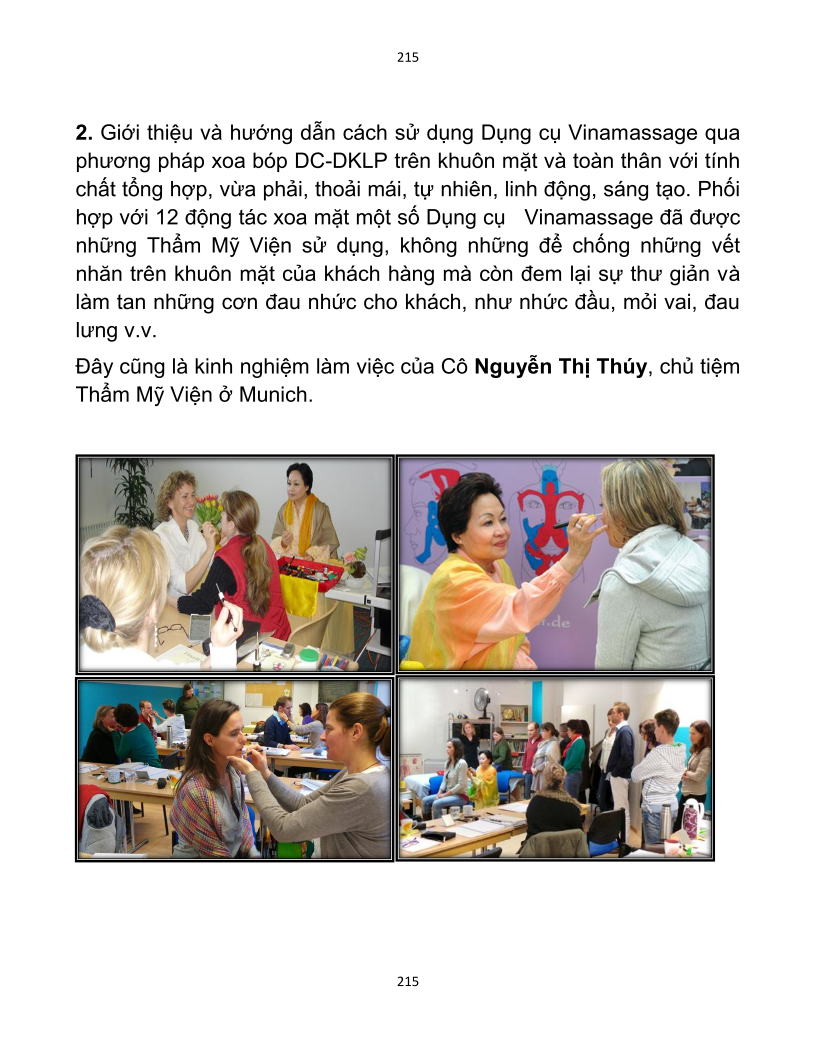 215
2. Giới thiệu và hướng dẫn cách sử dụng Dụng cụ Vinamassage qua
phương pháp xoa bóp DC-DKLP trên khuôn mặt và toàn thân với tính
chất tổng hợp, vừa phải, thoải mái, tự nhiên, linh động, sáng tạo. Phối
hợp với 12 động tác xoa mặt một số Dụng cụ Vinamassage đã được
những Thẩm Mỹ Viện sử dụng, không những để chống những vết
nhăn trên khuôn mặt của khách hàng mà còn đem lại sự thư giản và
làm tan những cơn đau nhức cho khách, như nhức đầu, mỏi vai, đau
lưng v.v.
Đây cũng là kinh nghiệm làm việc của Cô Nguyễn Thị Thúy, chủ tiệm
Thẩm Mỹ Viện ở Munich.
.de
215